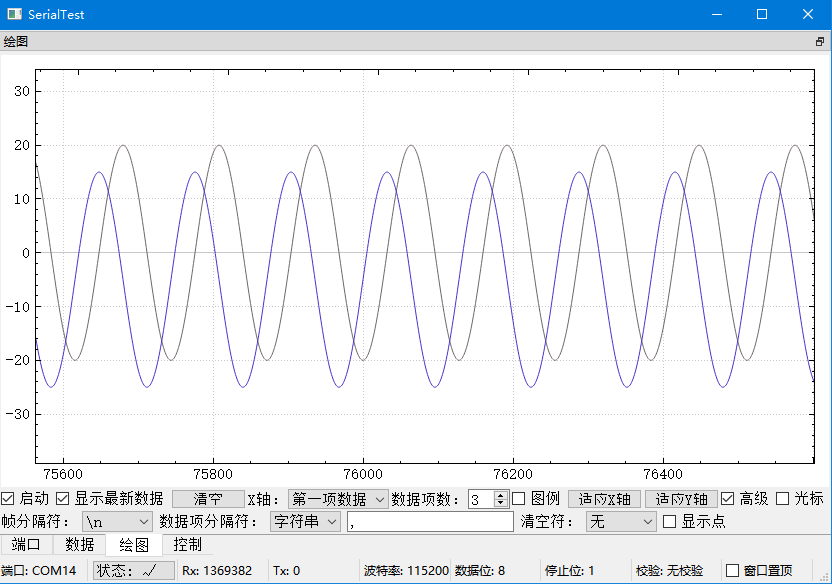 SerialTest
绘图
30
20
10
0
−10
−20
−30
75600 75800 76000 76200 76400
启动 显示最新数据 清空 X轴： 第一项数据 数据项数： 3 图例 适应X轴 适应Y轴 高级 光标
帧分隔符： \n 数据项分隔符： 字符串 , 清空符： 无 显示点
端口 数据 绘图 控制
端口: COM14 状态： ✓ Rx: 1369382 Tx: 0 波特率: 115200 数据位: 8 停止位: 1 校验: 无校验 窗口置顶